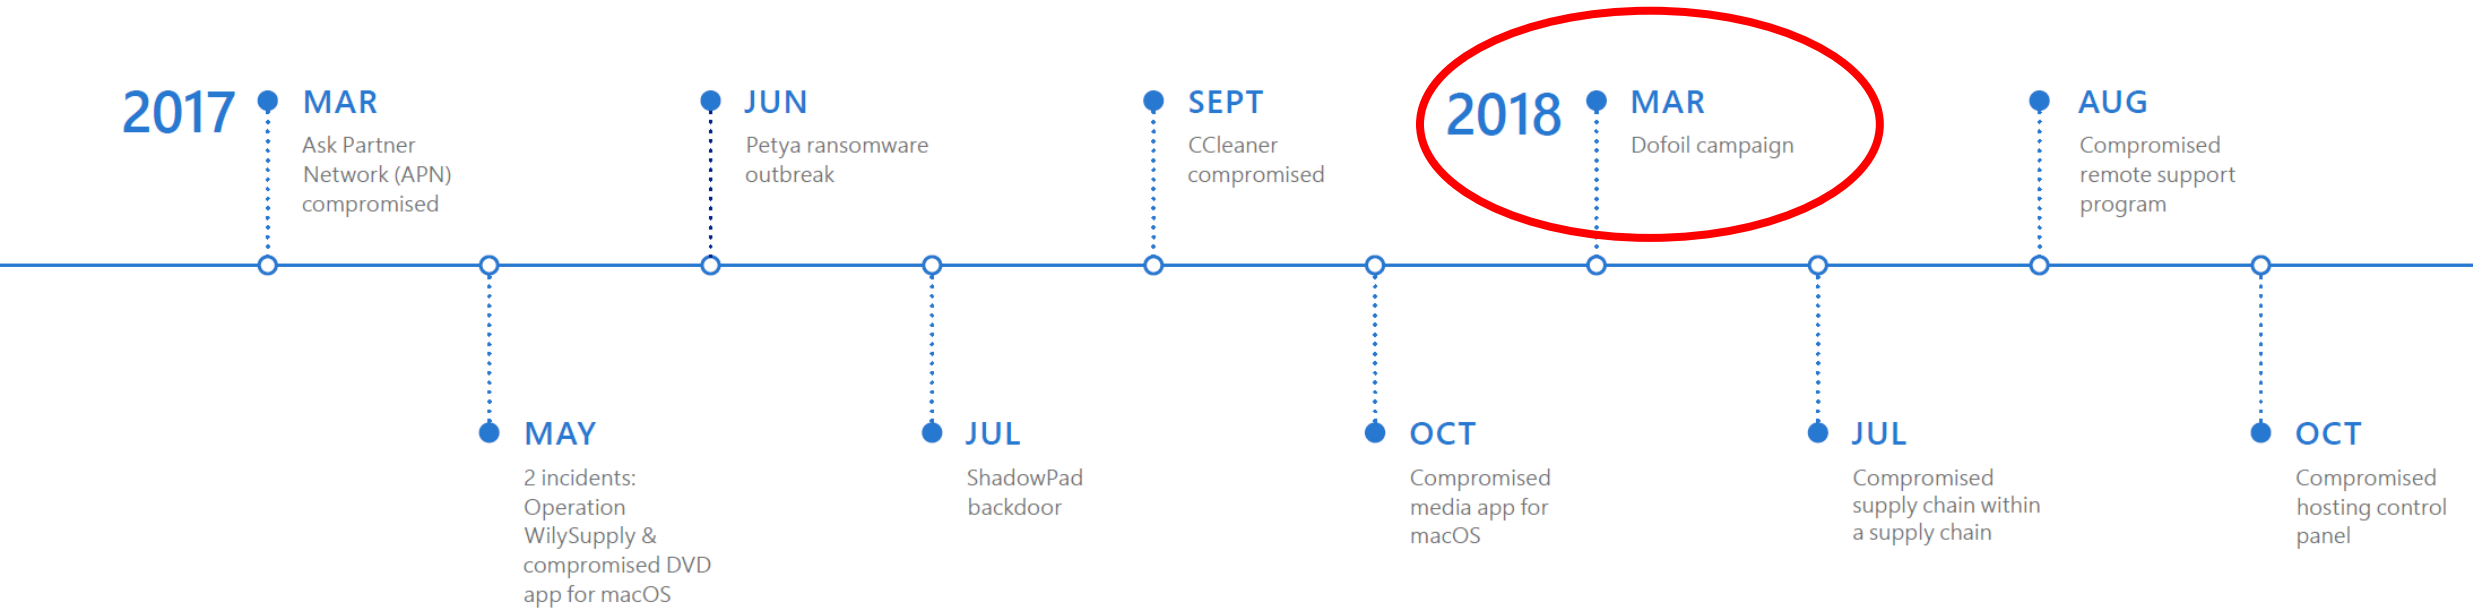 2017
MAR
Ask Partner
Network (APN)
compromised
MAY
2 incidents:
Operation
WilySupply &
compromised DVD
app for macOS
JUN
Petya ransomware
outbreak
JUL
ShadowPad
backdoor
SEPT
CCleaner
compromised
OCT
Compromised
media app for
macOS
2018
MAR
Dofoil campaign
JUL
Compromised
supply chain within
a supply chain
AUG
Compromised
remote support
program
OCT
Compromised
hosting control
panel